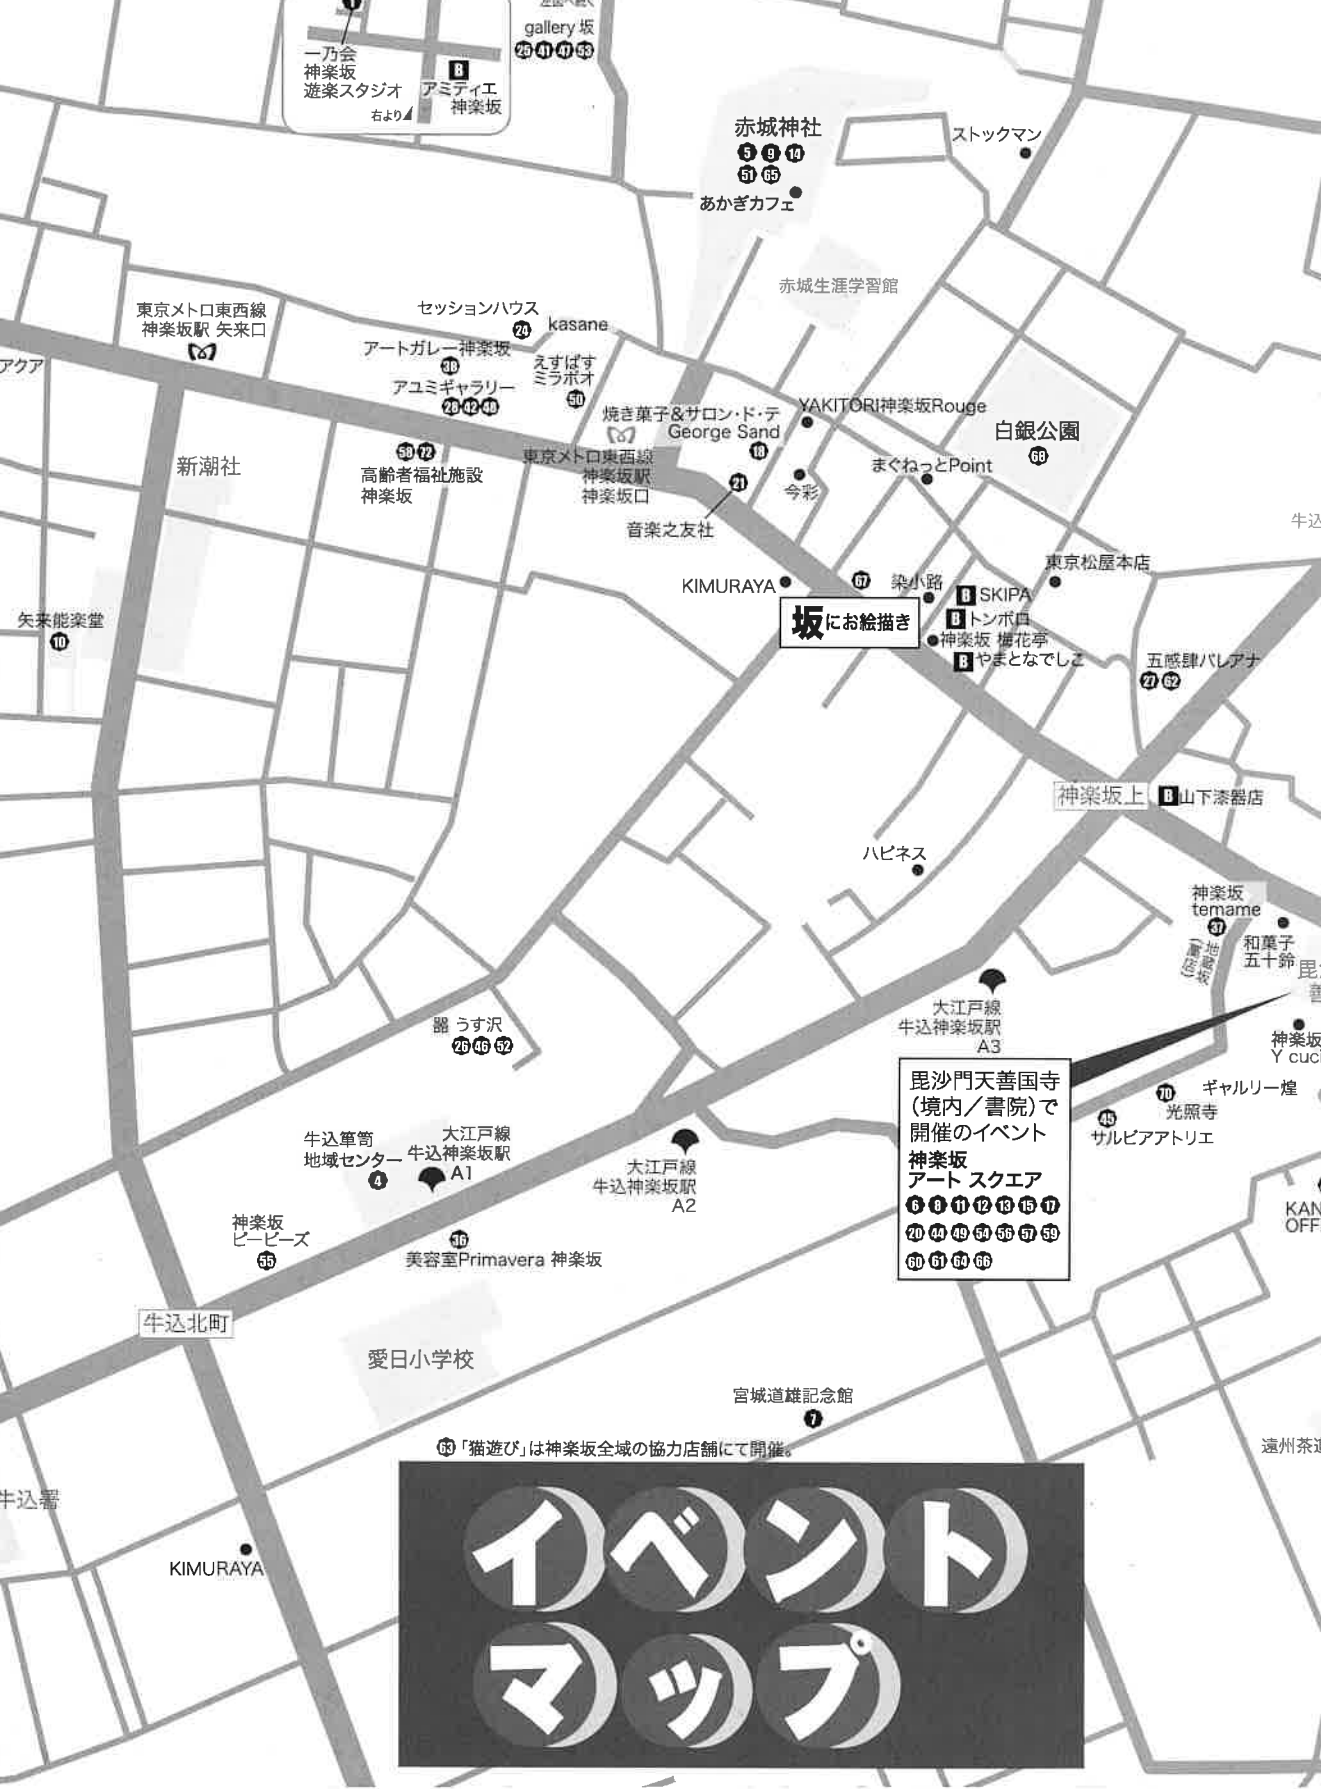 1
一乃会
神楽坂
遊楽スタジオ
B
アミティエ
神楽坂
右より
gallery 坂
25 41 47 53
赤城神社
5 9 14
51 65
あかぎカフェ
ストックマン
赤城生涯学習館
東京メトロ東西線
神楽坂駅 矢来口
アクア
セッションハウス
24
kasane
アートガレー神楽坂
38
アユミギャラリー
28 42 48
えすぱす
ミラボオ
50
焼き菓子&サロン・ド・テ
George Sand
18
YAKITORI神楽坂Rouge
白銀公園
68
新潮社
58 72
高齢者福祉施設
神楽坂
東京メトロ東西線
神楽坂駅
神楽坂口
21
音楽之友社
今彩
まぐねっとPoint
牛込
KIMURAYA
67
染小路
東京松屋本店
坂にお絵描き
B SKIPA
B トンボロ
神楽坂 梅花亭
B やまとなでしこ
五感肆パレアナ
27 62
矢来能楽堂
10
神楽坂上
B 山下漆器店
ハピネス
神楽坂
temame
37
地蔵坂
(藁店)
和菓子
五十鈴
毘沙
善
神楽坂
Y cuci
大江戸線
牛込神楽坂駅
A3
器 うす沢
26 46 52
毘沙門天善国寺
(境内/書院)で
開催のイベント
神楽坂
アート スクエア
6 8 11 12 13 15 17
20 44 49 54 56 57 59
60 61 64 66
70
ギャルリー煌
光照寺
45
サルビアアトリエ
牛込箪笥
地域センター
4
大江戸線
牛込神楽坂駅
A1
大江戸線
牛込神楽坂駅
A2
KAN
OFF
神楽坂
ピーピーズ
55
36
美容室Primavera 神楽坂
牛込北町
愛日小学校
宮城道雄記念館
7
63「猫遊び」は神楽坂全域の協力店舗にて開催。
遠州茶道
牛込署
KIMURAYA
イベント
マップ